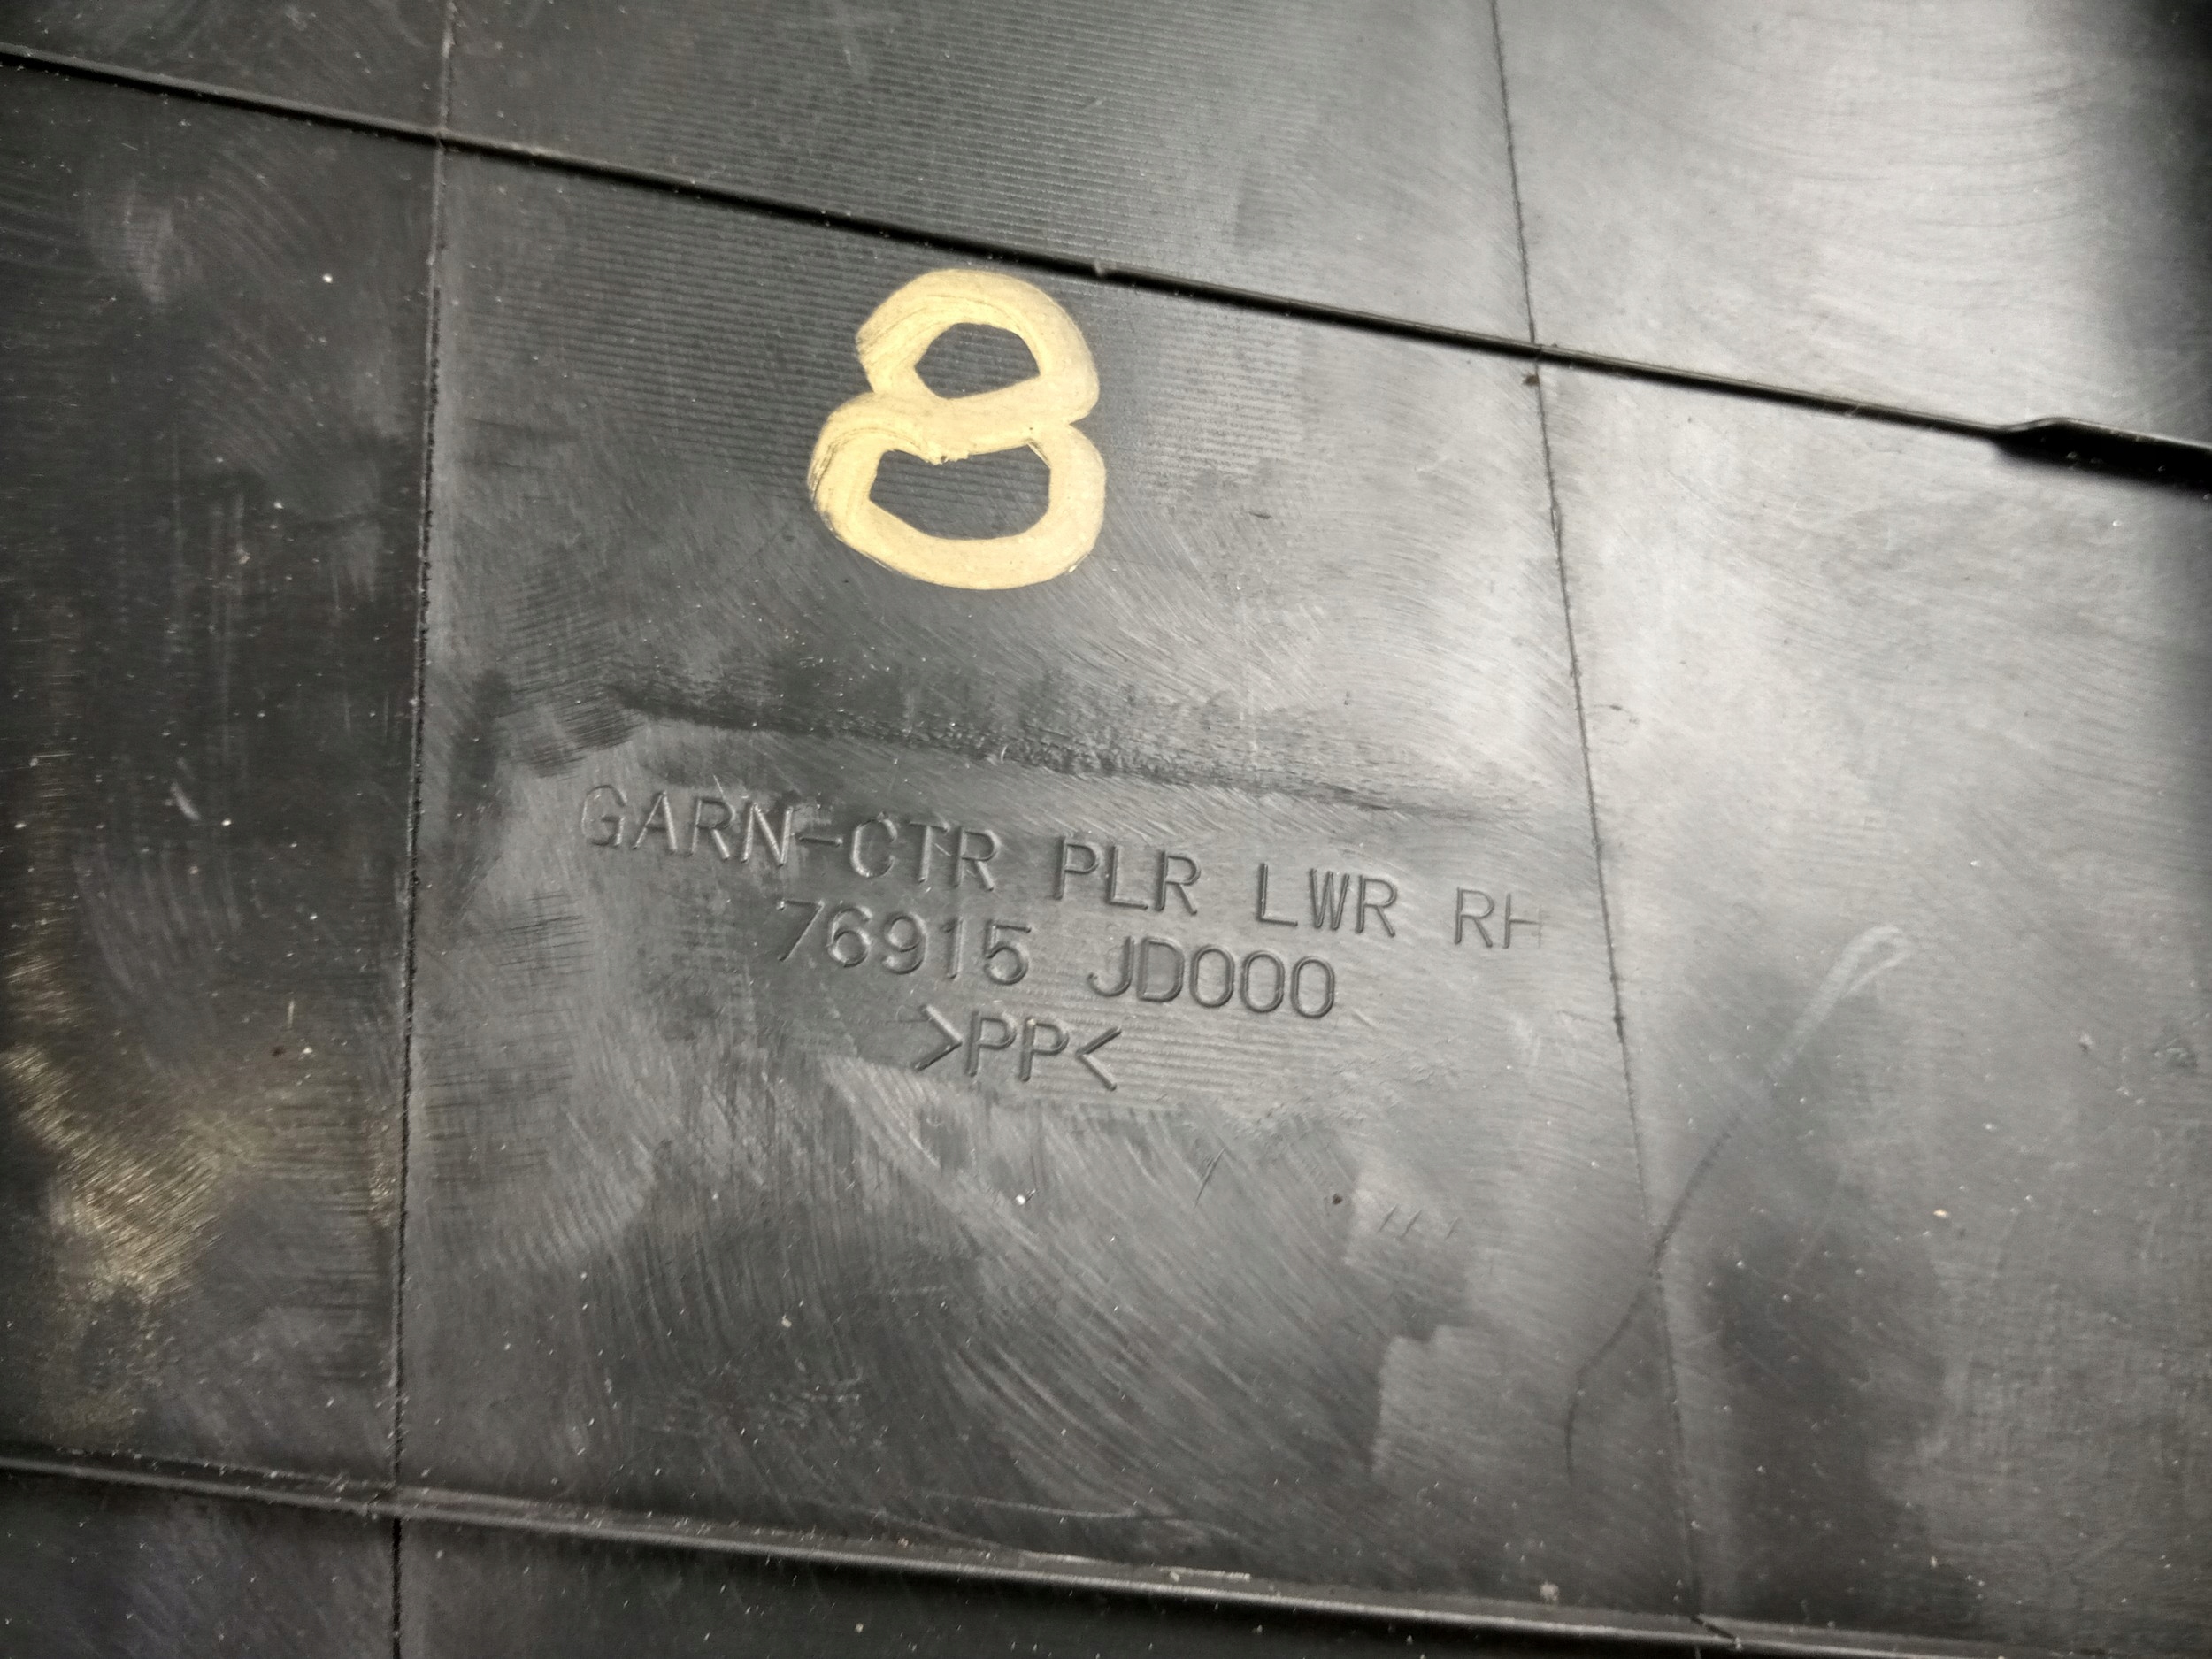 8
GARN-CTR PLR LWR RH
76915 JD000
>PP<